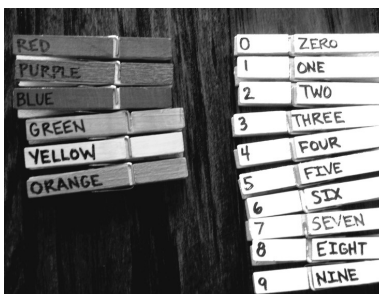 RED
PURPLE
BLUE
GREEN
YELLOW
ORANGE
0 ZERO
1 ONE
2 TWO
3 THREE
4 FOUR
5 FIVE
6 SIX
7 SEVEN
8 EIGHT
9 NINE